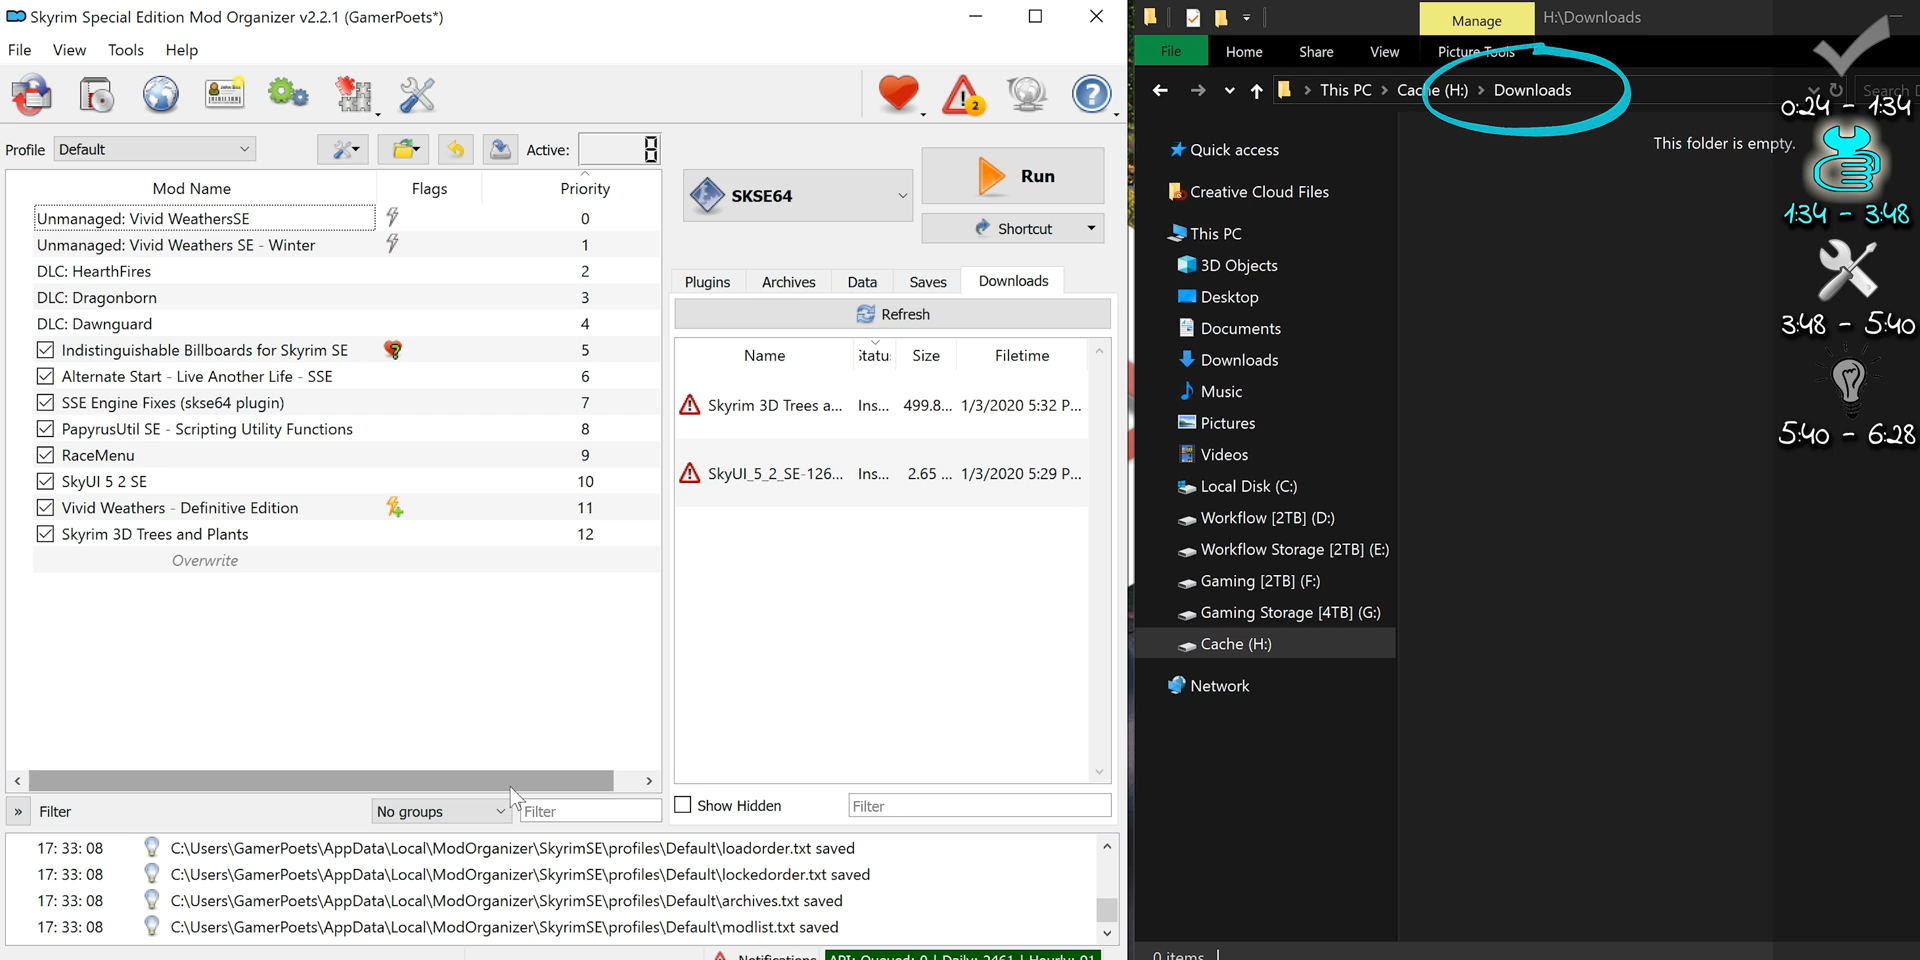 Skyrim Special Edition Mod Organizer v2.2.1 (GamerPoets*)
File View Tools Help
Profile Default Active: 0
Mod Name Flags Priority
Unmanaged: Vivid WeathersSE 0
Unmanaged: Vivid Weathers SE - Winter 1
DLC: HearthFires 2
DLC: Dragonborn 3
DLC: Dawnguard 4
Indistinguishable Billboards for Skyrim SE 5
Alternate Start - Live Another Life - SSE 6
SSE Engine Fixes (skse64 plugin) 7
PapyrusUtil SE - Scripting Utility Functions 8
RaceMenu 9
SkyUI 5 2 SE 10
Vivid Weathers - Definitive Edition 11
Skyrim 3D Trees and Plants 12
Overwrite
» Filter No groups Filter
2
SKSE64
Run
Shortcut
Plugins Archives Data Saves Downloads
Refresh
Name Size Filetime
Skyrim 3D Trees a... Ins... 499.8... 1/3/2020 5:32 P...
SkyUI_5_2_SE-126... Ins... 2.65 ... 1/3/2020 5:29 P...
Show Hidden Filter
17: 33: 08 C:\Users\GamerPoets\AppData\Local\ModOrganizer\SkyrimSE\profiles\Default\loadorder.txt saved
17: 33: 08 C:\Users\GamerPoets\AppData\Local\ModOrganizer\SkyrimSE\profiles\Default\lockedorder.txt saved
17: 33: 08 C:\Users\GamerPoets\AppData\Local\ModOrganizer\SkyrimSE\profiles\Default\archives.txt saved
17: 33: 08 C:\Users\GamerPoets\AppData\Local\ModOrganizer\SkyrimSE\profiles\Default\modlist.txt saved
Notifications API: Queued: 0 | Daily: 2461 | Hourly: 91
Manage H:\Downloads
File Home Share View Picture Tools
This PC Cache (H:) Downloads Search D
This folder is empty.
Quick access
Creative Cloud Files
This PC
3D Objects
Desktop
Documents
Downloads
Music
Pictures
Videos
Local Disk (C:)
Workflow [2TB] (D:)
Workflow Storage [2TB] (E:)
Gaming [2TB] (F:)
Gaming Storage [4TB] (G:)
Cache (H:)
Network
0 items
0:24 - 1:34
1:34 - 3:48
3:48 - 5:40
5:40 - 6:28